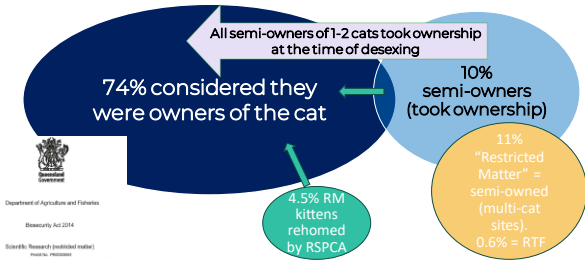 All semi-owners of 1-2 cats took ownership
at the time of desexing
74% considered they
were owners of the cat
10%
semi-owners
(took ownership)
11%
“Restricted
Matter” =
semi-owned
(multi-cat
sites).
0.6% = RTF
4.5% RM
kittens
rehomed
by RSPCA
Queensland
Government
Department of Agriculture and Fisheries
Biosecurity Act 2014
Scientific Research (restricted matter)